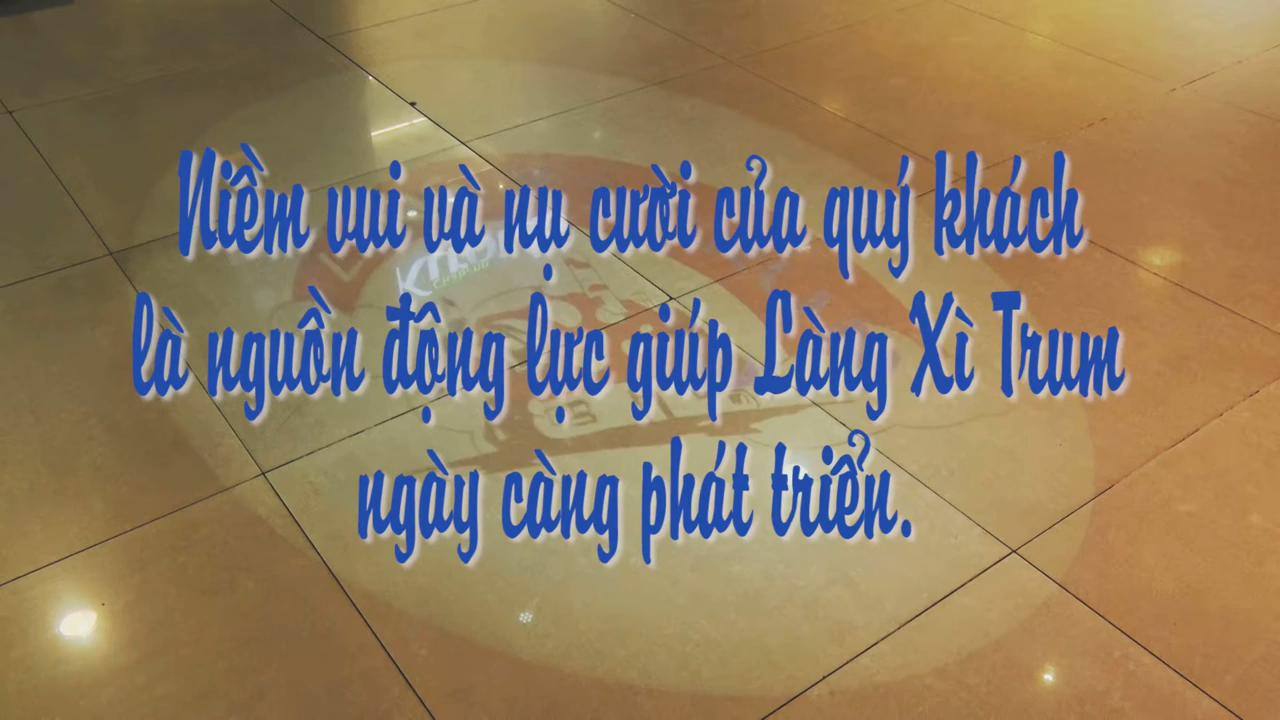 Niềm vui và nụ cười của quý khách
là nguồn động lực giúp Làng Xì Trum
ngày càng phát triển.